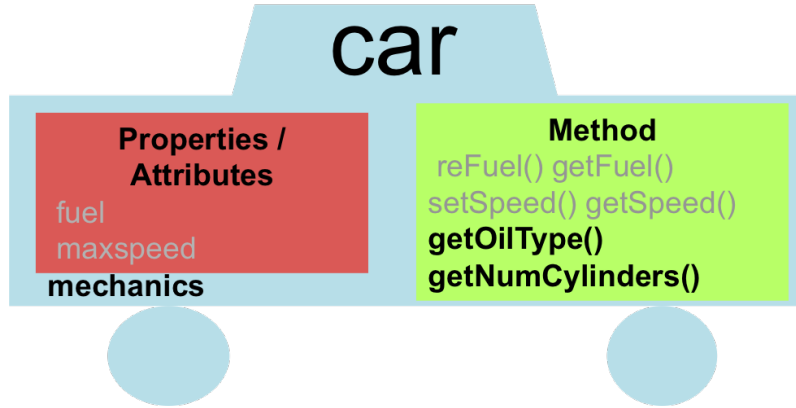 car
Properties /
Attributes
fuel
maxspeed
mechanics
Method
reFuel() getFuel()
setSpeed() getSpeed()
getOilType()
getNumCylinders()